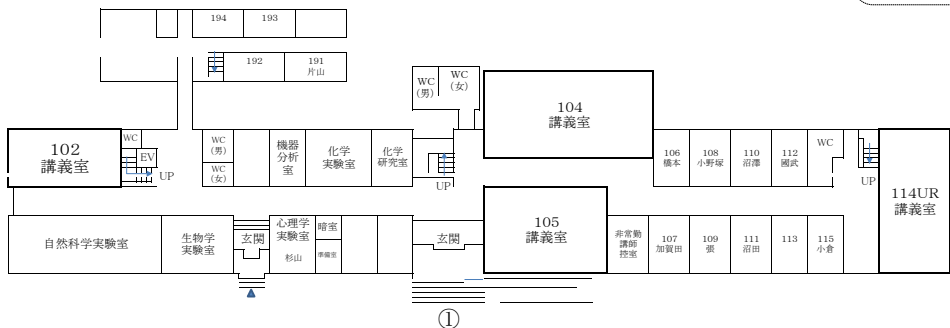 194
193
192
191
片山
WC
(男)
WC
(女)
104
講義室
102
講義室
WC
EV
UP
WC
(男)
WC
(女)
機器
分析
室
化学
実験室
化学
研究室
UP
106
橋本
108
小野塚
110
沼澤
112
國武
WC
UP
114UR
講義室
自然科学実験室
生物学
実験室
玄関
心理学
実験室
杉山
暗室
準備室
玄関
105
講義室
非常勤
講師
控室
107
加賀田
109
張
111
沼田
113
115
小倉
①